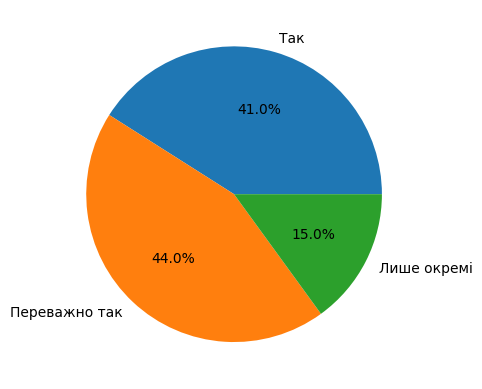 Так
41.0%
44.0%
15.0%
Лише окремі
Переважно так